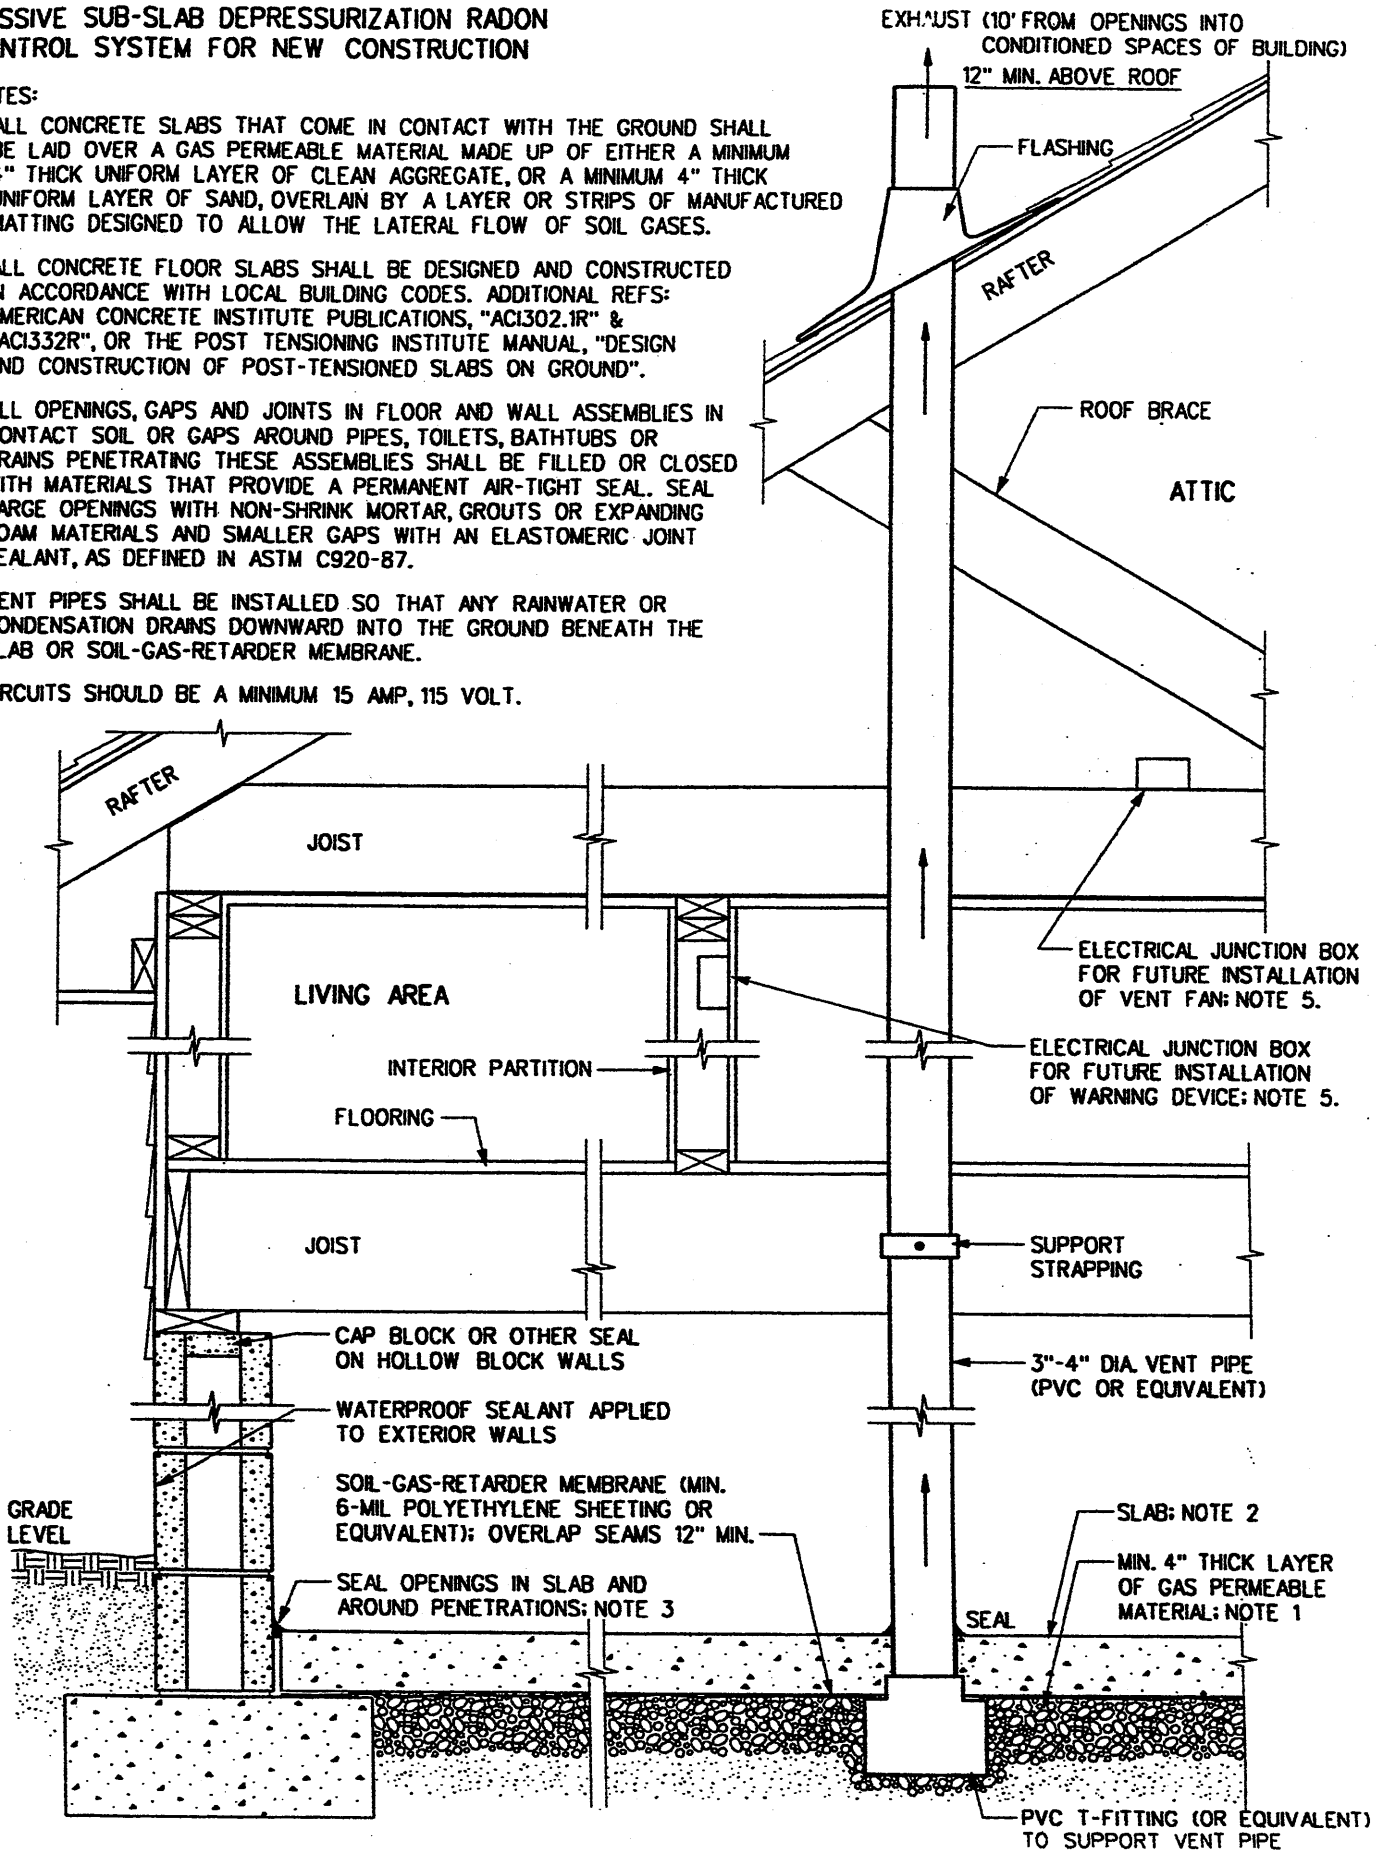 SSIVE SUB-SLAB DEPRESSURIZATION RADON
NTROL SYSTEM FOR NEW CONSTRUCTION
TES:
ALL CONCRETE SLABS THAT COME IN CONTACT WITH THE GROUND SHALL
BE LAID OVER A GAS PERMEABLE MATERIAL MADE UP OF EITHER A MINIMUM
4" THICK UNIFORM LAYER OF CLEAN AGGREGATE, OR A MINIMUM 4" THICK
UNIFORM LAYER OF SAND, OVERLAIN BY A LAYER OR STRIPS OF MANUFACTURED
MATTING DESIGNED TO ALLOW THE LATERAL FLOW OF SOIL GASES.
ALL CONCRETE FLOOR SLABS SHALL BE DESIGNED AND CONSTRUCTED
N ACCORDANCE WITH LOCAL BUILDING CODES. ADDITIONAL REFS:
MERICAN CONCRETE INSTITUTE PUBLICATIONS, "ACI302.1R" &
ACI332R", OR THE POST TENSIONING INSTITUTE MANUAL, "DESIGN
ND CONSTRUCTION OF POST-TENSIONED SLABS ON GROUND".
LL OPENINGS, GAPS AND JOINTS IN FLOOR AND WALL ASSEMBLIES IN
ONTACT SOIL OR GAPS AROUND PIPES, TOILETS, BATHTUBS OR
RAINS PENETRATING THESE ASSEMBLIES SHALL BE FILLED OR CLOSED
ITH MATERIALS THAT PROVIDE A PERMANENT AIR-TIGHT SEAL. SEAL
ARGE OPENINGS WITH NON-SHRINK MORTAR, GROUTS OR EXPANDING
OAM MATERIALS AND SMALLER GAPS WITH AN ELASTOMERIC JOINT
EALANT, AS DEFINED IN ASTM C920-87.
ENT PIPES SHALL BE INSTALLED SO THAT ANY RAINWATER OR
ONDENSATION DRAINS DOWNWARD INTO THE GROUND BENEATH THE
LAB OR SOIL-GAS-RETARDER MEMBRANE.
RCUITS SHOULD BE A MINIMUM 15 AMP, 115 VOLT.
EXHAUST (10' FROM OPENINGS INTO
CONDITIONED SPACES OF BUILDING)
12" MIN. ABOVE ROOF
FLASHING
RAFTER
ROOF BRACE
ATTIC
RAFTER
JOIST
LIVING AREA
ELECTRICAL JUNCTION BOX
FOR FUTURE INSTALLATION
OF VENT FAN; NOTE 5.
ELECTRICAL JUNCTION BOX
FOR FUTURE INSTALLATION
OF WARNING DEVICE; NOTE 5.
INTERIOR PARTITION
FLOORING
JOIST
SUPPORT
STRAPPING
CAP BLOCK OR OTHER SEAL
ON HOLLOW BLOCK WALLS
3"-4" DIA. VENT PIPE
(PVC OR EQUIVALENT)
WATERPROOF SEALANT APPLIED
TO EXTERIOR WALLS
SOIL-GAS-RETARDER MEMBRANE (MIN.
6-MIL POLYETHYLENE SHEETING OR
EQUIVALENT); OVERLAP SEAMS 12" MIN.
GRADE
LEVEL
SLAB; NOTE 2
MIN. 4" THICK LAYER
OF GAS PERMEABLE
MATERIAL; NOTE 1
SEAL OPENINGS IN SLAB AND
AROUND PENETRATIONS; NOTE 3
SEAL
PVC T-FITTING (OR EQUIVALENT)
TO SUPPORT VENT PIPE